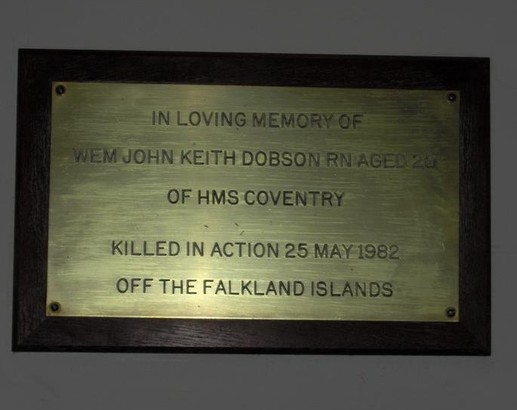 IN LOVING MEMORY OF
WEM JOHN KEITH DOBSON RN AGED 20
OF HMS COVENTRY
KILLED IN ACTION 25 MAY 1982
OFF THE FALKLAND ISLANDS